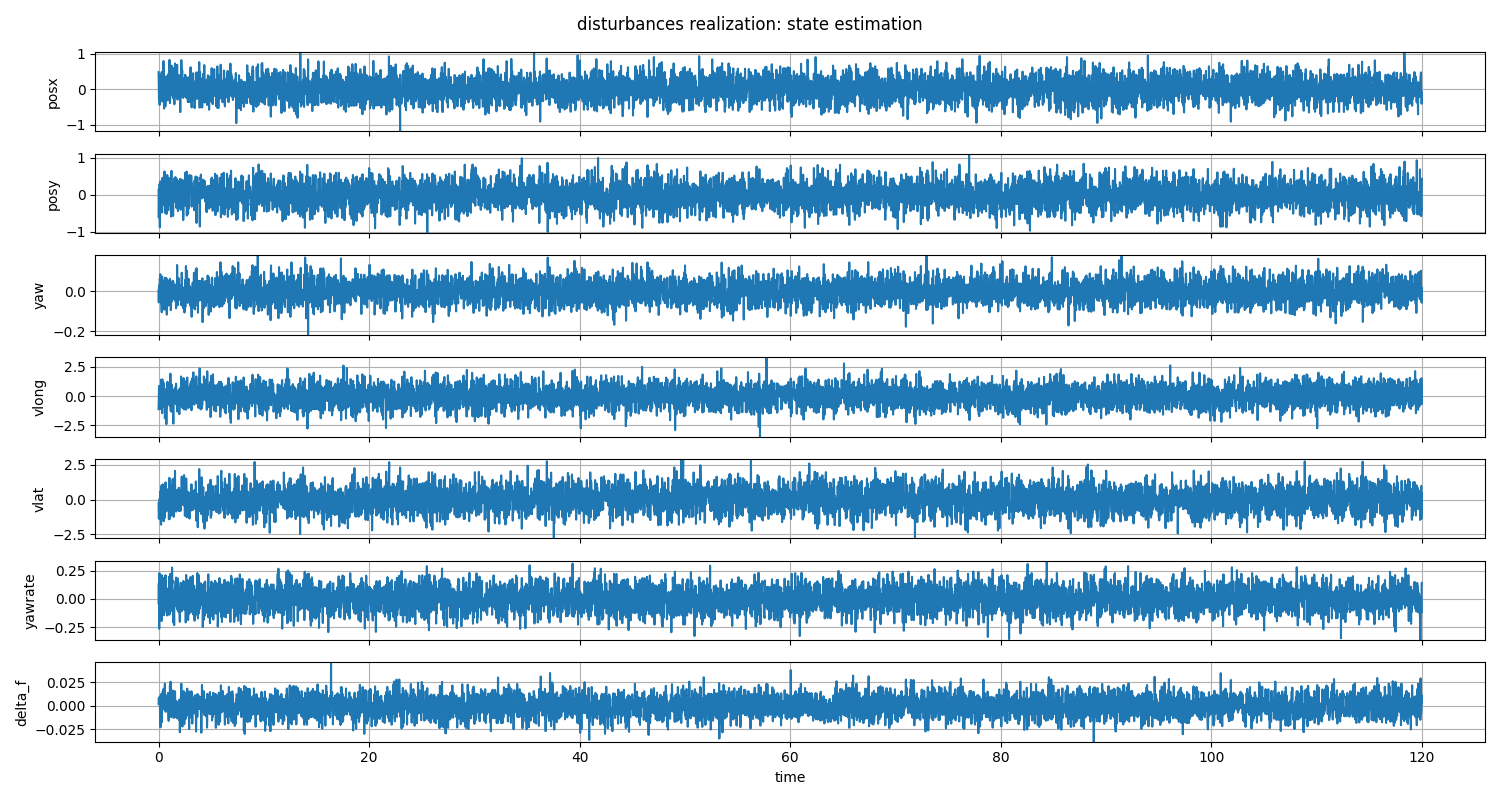 disturbances realization: state estimation
1
0
−1
posx
1
0
−1
posy
0.0
−0.2
yaw
2.5
0.0
−2.5
vlong
2.5
0.0
−2.5
vlat
0.25
0.00
−0.25
yawrate
0.025
0.000
−0.025
delta_f
0 20 40 60 80 100 120
time